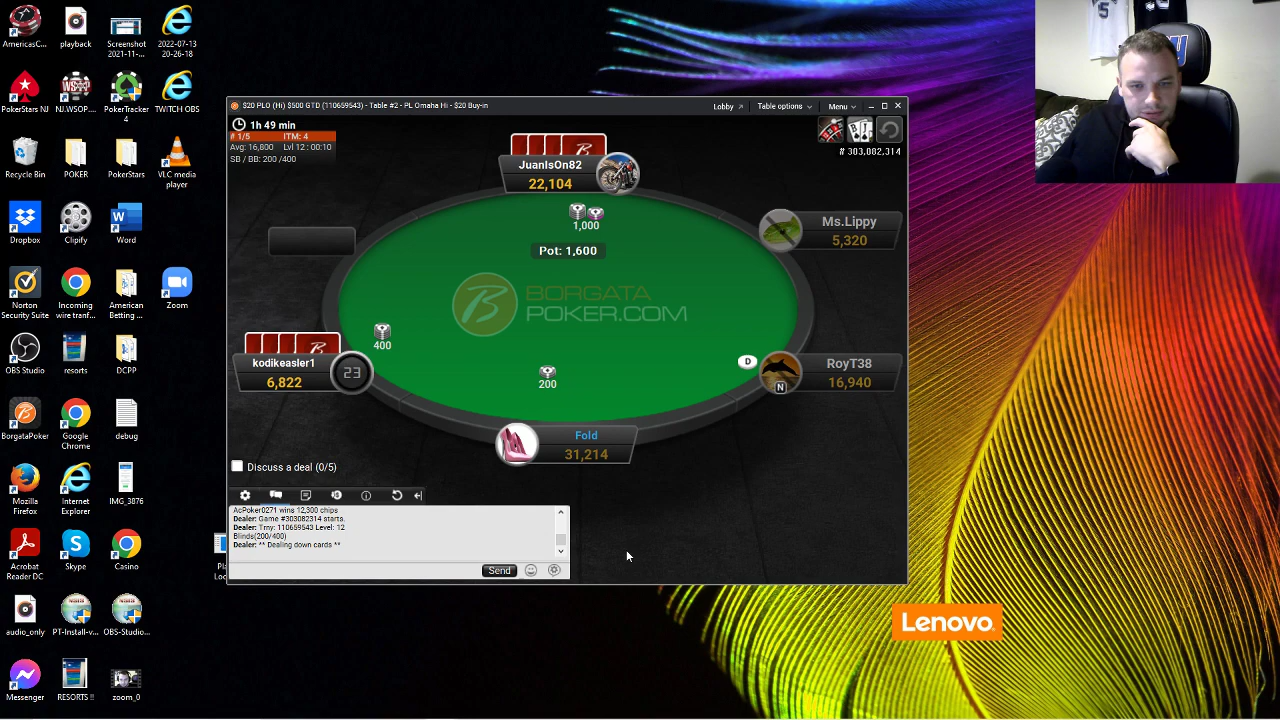 AmericasC...
playback
Screenshot
2021-11-...
2022-07-13
20-26-18
PokerStars NJ
NJ.WSOP....
PokerTracker
4
TWITCH OBS
Recycle Bin
POKER
PokerStars
VLC media
player
Dropbox
Clipify
Word
Norton
Security Suite
Incoming
wire tranf...
American
Betting ...
Zoom
OBS Studio
resorts
DCPP
BorgataPoker
Google
Chrome
debug
Mozilla
Firefox
Internet
Explorer
IMG_3876
Acrobat
Reader DC
Skype
Casino
audio_only
PT-Install-v...
OBS-Studio...
Messenger
RESORTS !!
zoom_0
$20 PLO (Hi) $500 GTD (110659543) - Table #2 - PL Omaha Hi - $20 Buy-in
Lobby
Table options
Menu
1h 49 min
# 1/5 ITM: 4
Avg: 16,800 Lvl 12 : 00:10
SB / BB: 200 /400
# 303,082,314
JuanIsOn82
22,104
1,000
Pot: 1,600
Ms.Lippy
5,320
BORGATA
POKER.COM
400
kodikeasler1
6,822
23
200
D
RoyT38
16,940
N
Fold
31,214
Discuss a deal (0/5)
AcPoker0271 wins 12,300 chips
Dealer: Game #303082314 starts.
Dealer: Trny: 110659543 Level: 12
Blinds(200/400)
Dealer: ** Dealing down cards **
Send
Lenovo